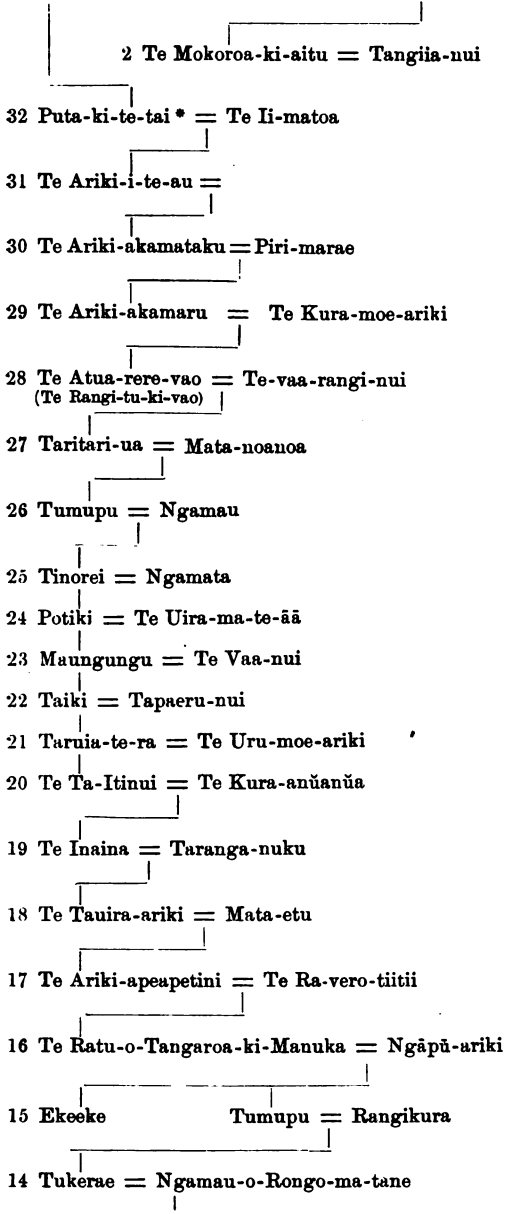 2 Te Mokoroa-ki-aitu = Tangiia-nui
32 Puta-ki-te-tai * = Te Ii-matoa
31 Te Ariki-i-te-au =
30 Te Ariki-akamataku = Piri-marae
29 Te Ariki-akamaru = Te Kura-moe-ariki
28 Te Atua-rere-vao = Te-vaa-rangi-nui
(Te Rangi-tu-ki-vao)
27 Taritari-ua = Mata-noanoa
26 Tumupu = Ngamau
25 Tinorei = Ngamata
24 Potiki = Te Uira-ma-te-āā
23 Maungungu = Te Vaa-nui
22 Taiki = Tapaeru-nui
21 Taruia-te-ra = Te Uru-moe-ariki
20 Te Ta-Itinui = Te Kura-anŭanŭa
19 Te Inaina = Taranga-nuku
18 Te Tauira-ariki = Mata-etu
17 Te Ariki-apeapetini = Te Ra-vero-tiitii
16 Te Ratu-o-Tangaroa-ki-Manuka = Ngāpŭ-ariki
15 Ekeeke Tumupu = Rangikura
14 Tukerae = Ngamau-o-Rongo-ma-tane